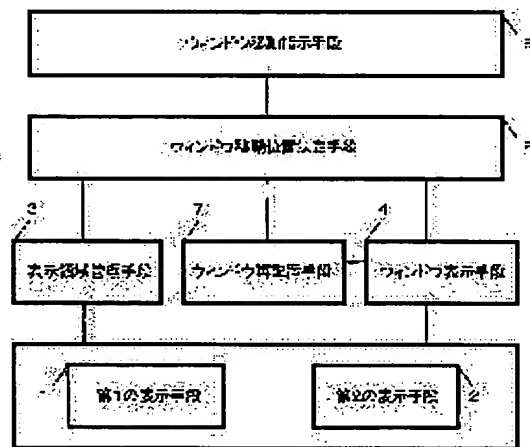 ウィンドウ移動指示手段
ウィンドウ移動位置決定手段
3
7
4
表示領域管理手段
ウィンドウ再配置手段
ウィンドウ表示手段
第1の表示手段
第2の表示手段
2